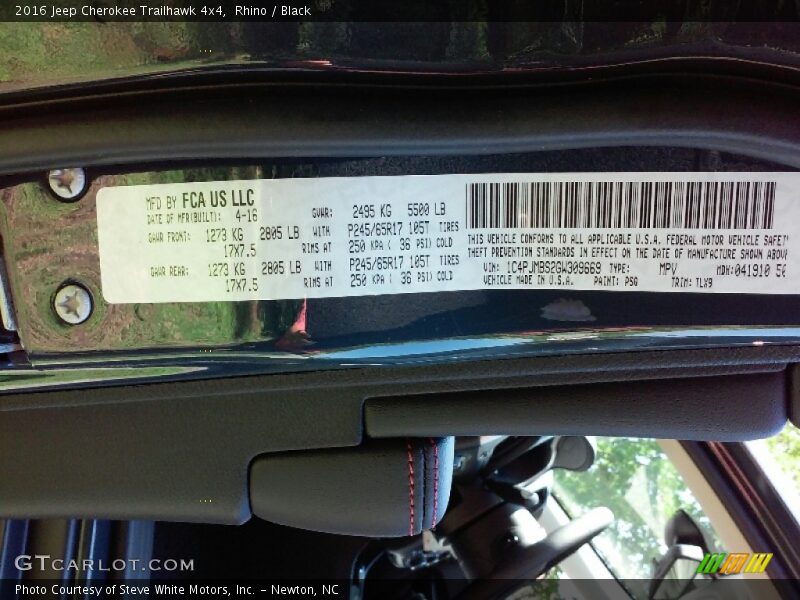 2016 Jeep Cherokee Trailhawk 4x4,  Rhino / Black
MFD BY FCA US LLC
DATE OF MFR(BUILT): 4-16 GVWR: 2495 KG 5500 LB
GAWR FRONT: 1273 KG 2805 LB WITH P245/65R17 105T TIRES
17X7.5 RIMS AT 250 KPA ( 36 PSI) COLD
GAWR REAR: 1273 KG 2805 LB WITH P245/65R17 105T TIRES
17X7.5 RIMS AT 250 KPA ( 36 PSI) COLD
THIS VEHICLE CONFORMS TO ALL APPLICABLE U.S.A. FEDERAL MOTOR VEHICLE SAFETY
THEFT PREVENTION STANDARDS IN EFFECT ON THE DATE OF MANUFACTURE SHOWN ABOV
VIN: 1C4PJMBS2GW309669 TYPE: MPV MDH:041910
VEHICLE MADE IN U.S.A. PAINT: PSG TRIM: TLX9
GTCARLOT.COM
Photo Courtesy of Steve White Motors, Inc. – Newton, NC